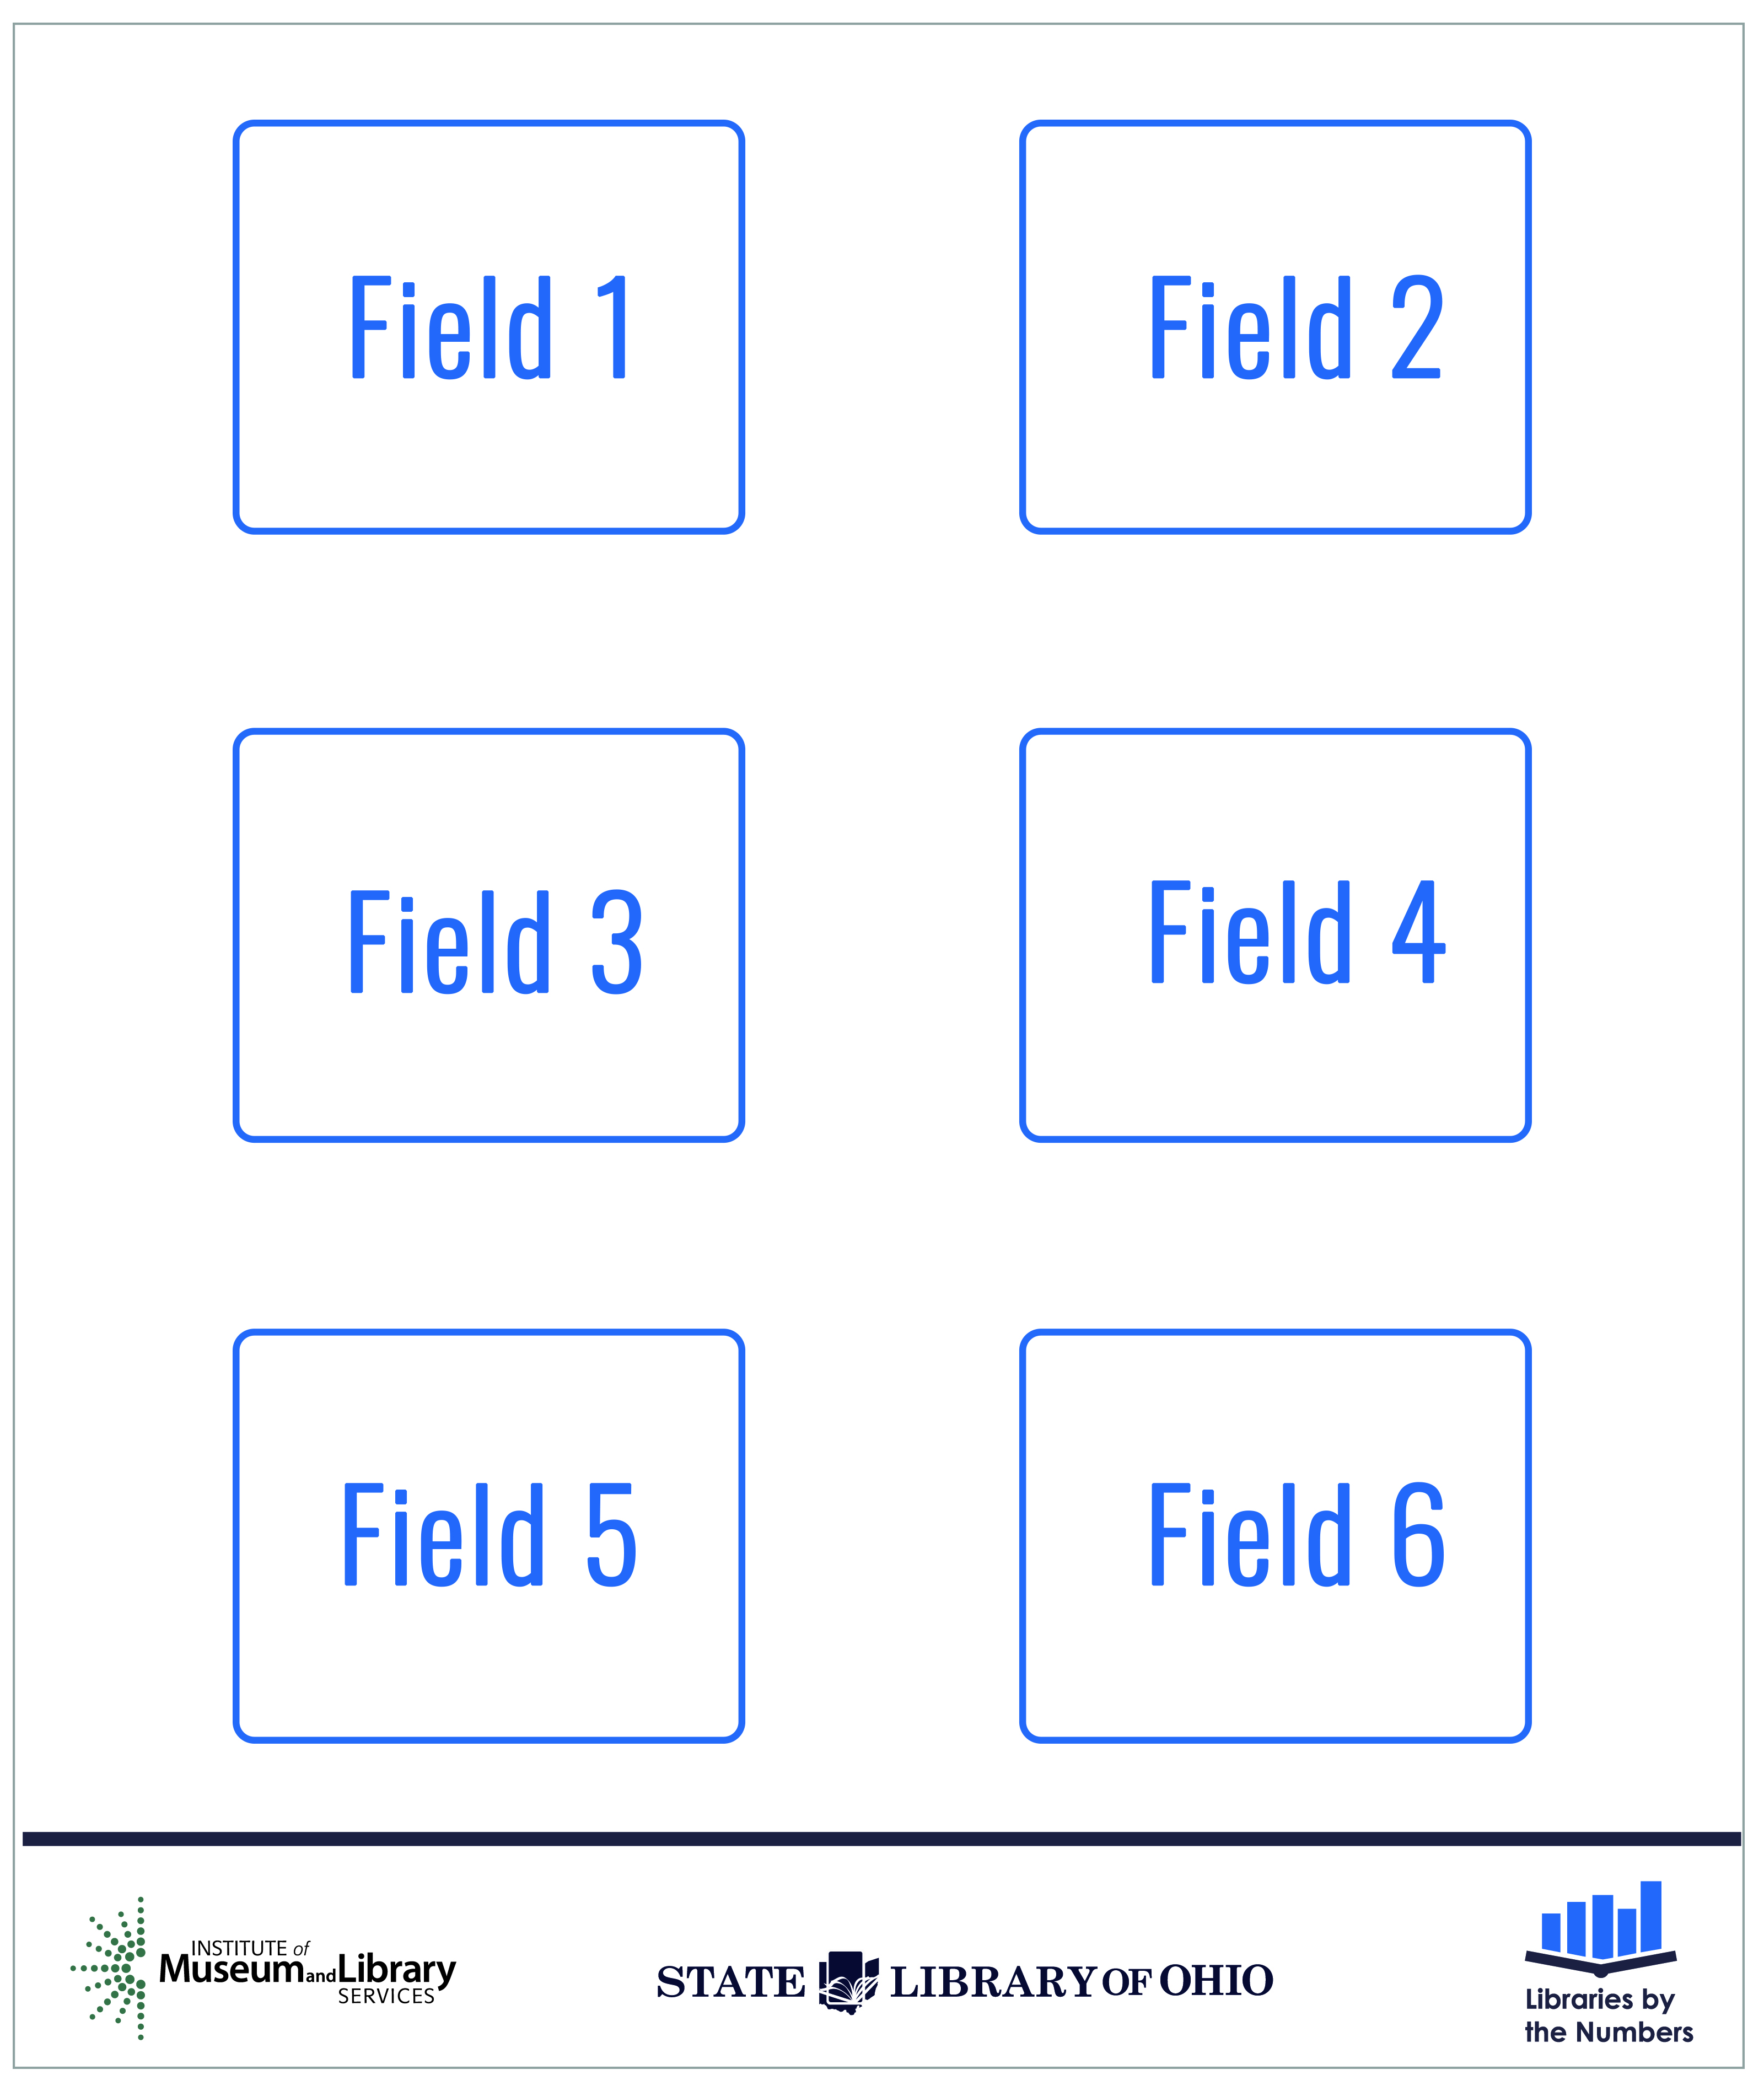 Field 1
Field 2
Field 3
Field 4
Field 5
Field 6
INSTITUTE of
Museum and Library
SERVICES
STATE LIBRARY OF OHIO
Libraries by
the Numbers